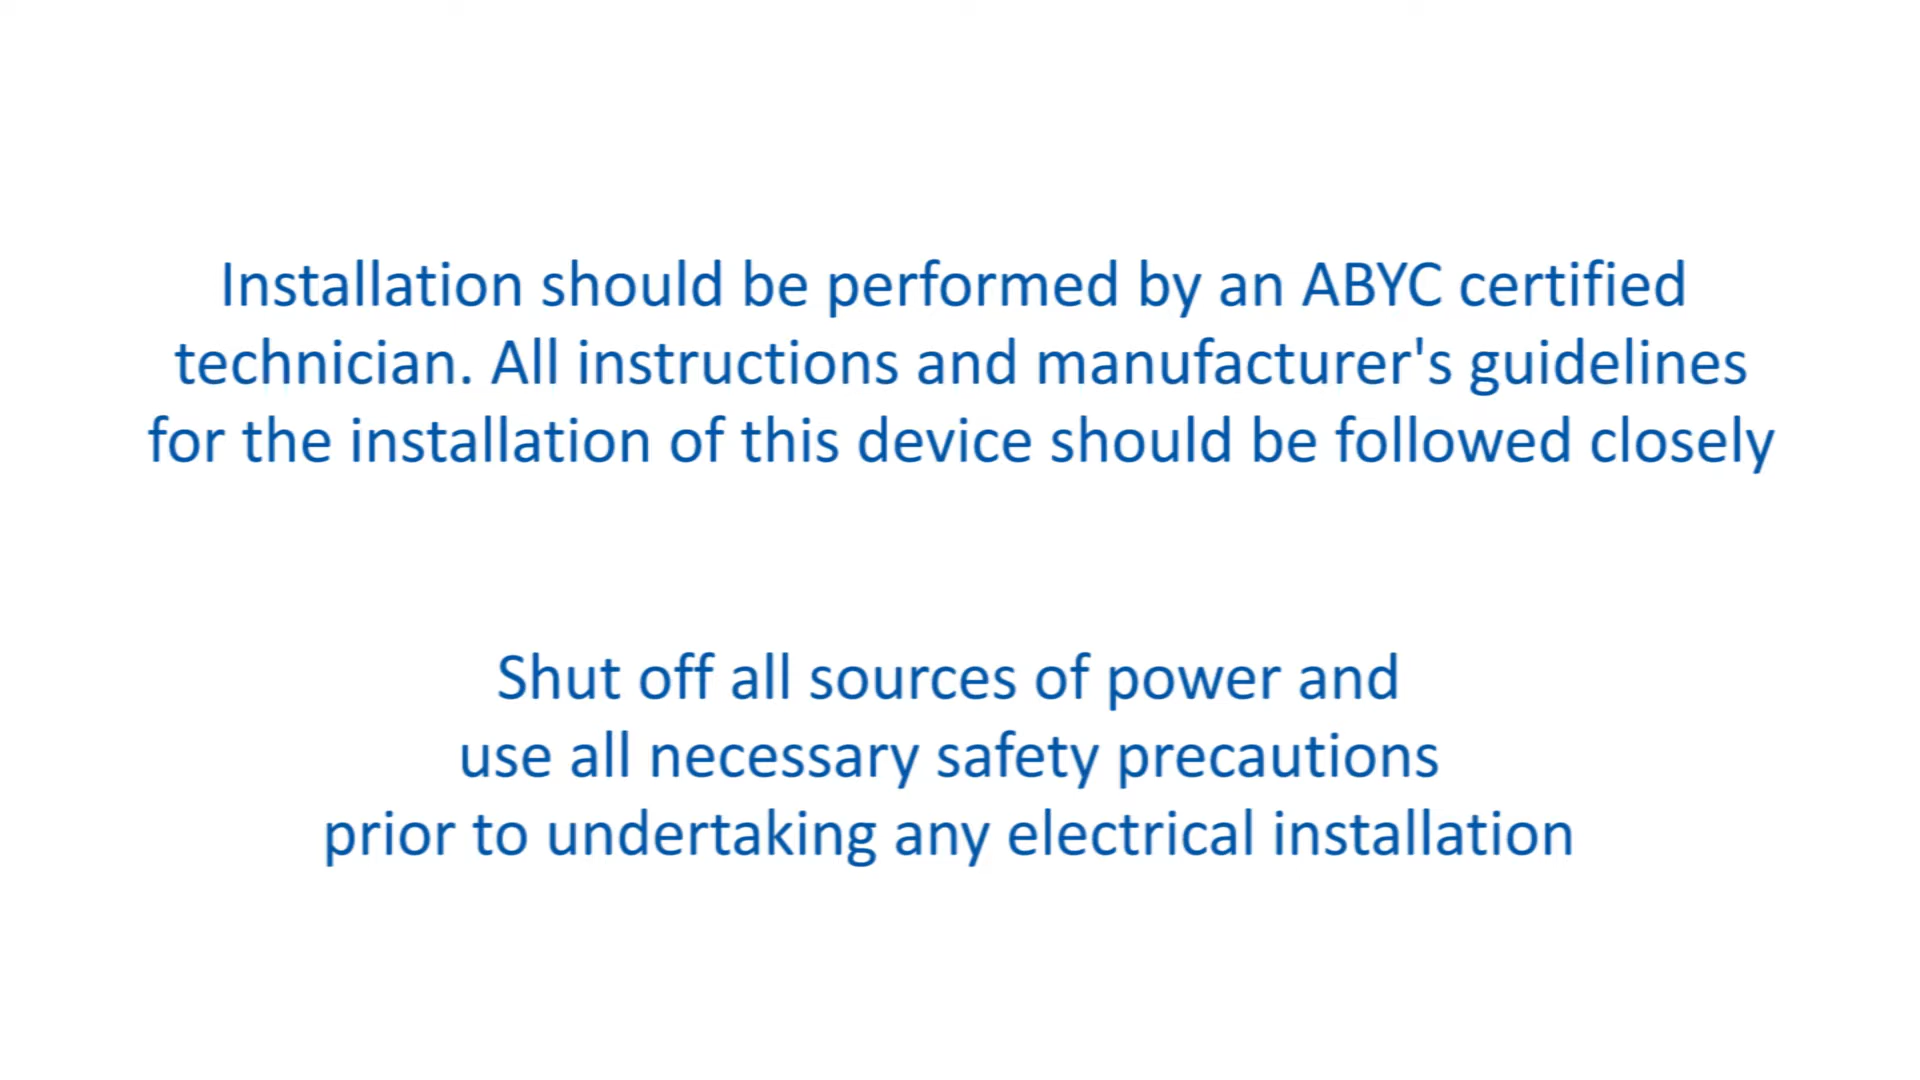 Installation should be performed by an ABYC certified
technician. All instructions and manufacturer's guidelines
for the installation of this device should be followed closely
Shut off all sources of power and
use all necessary safety precautions
prior to undertaking any electrical installation